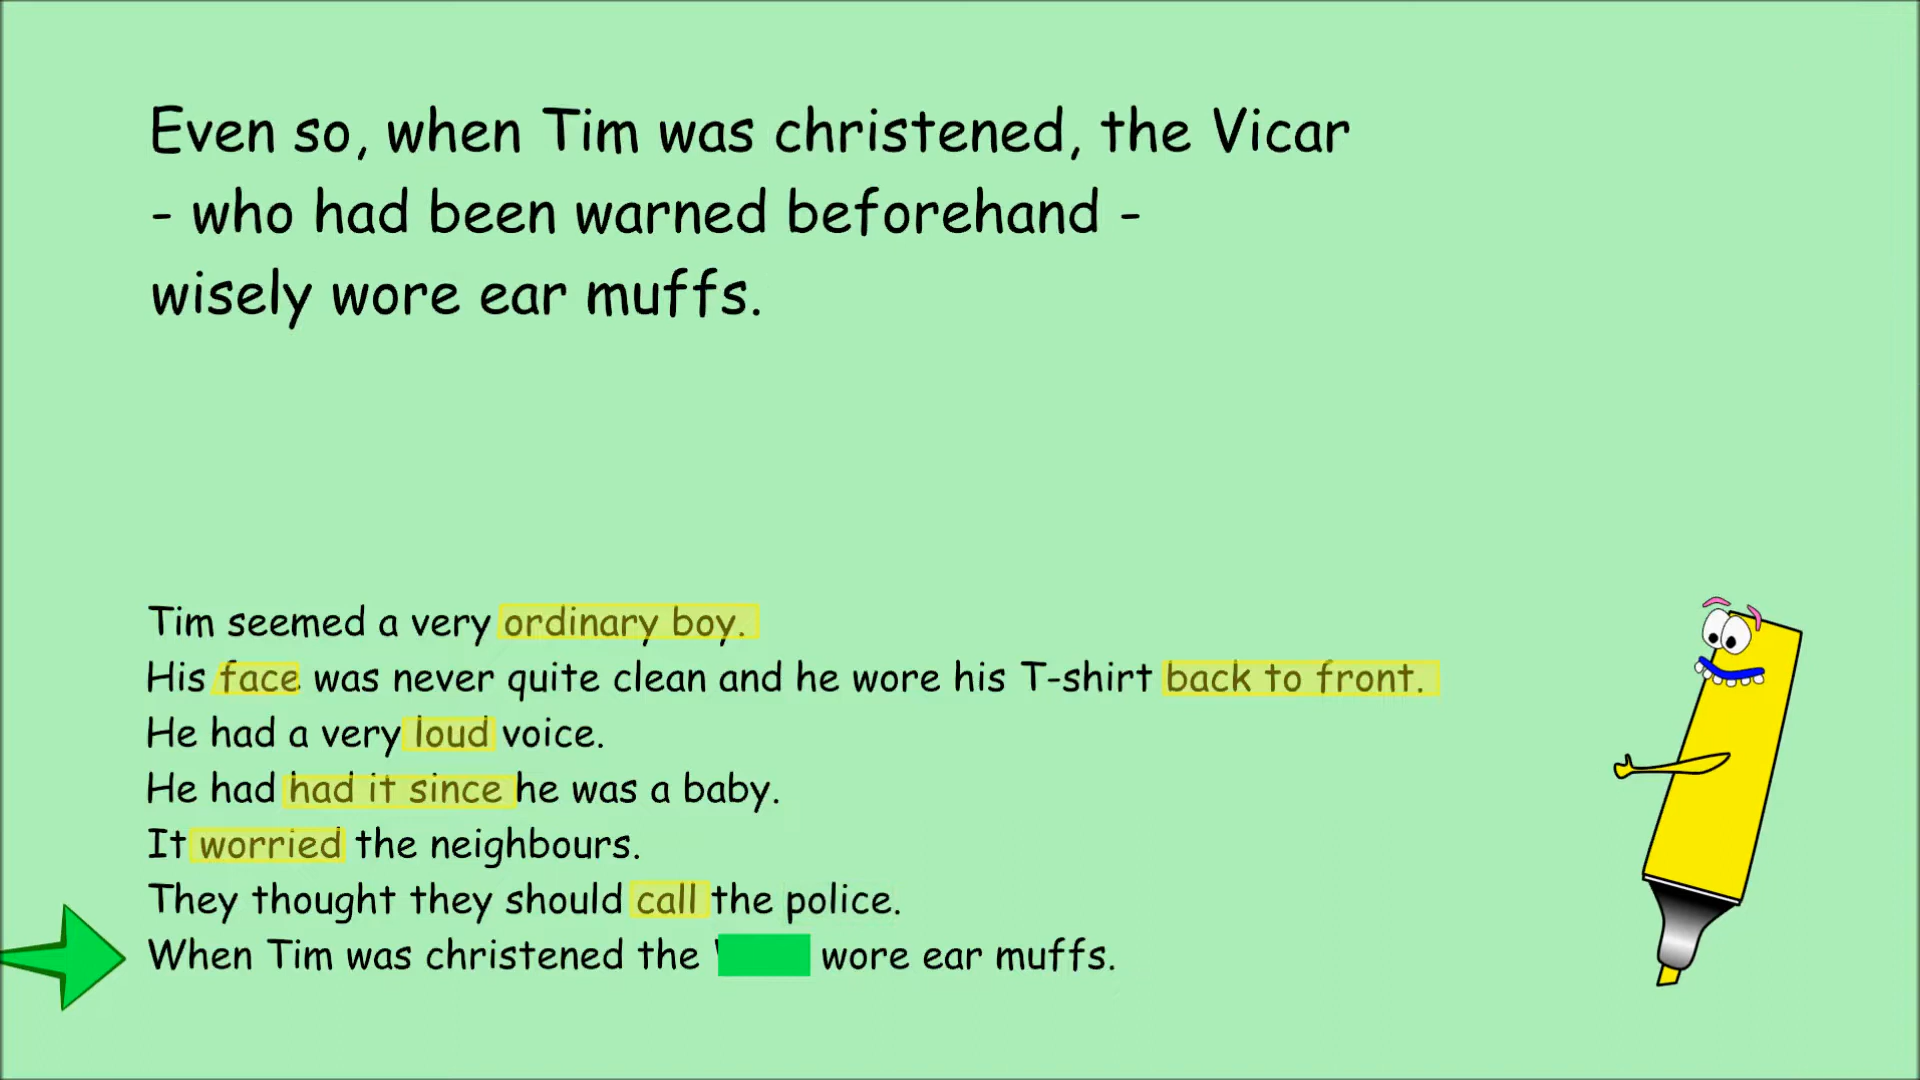 Even so, when Tim was christened, the Vicar
- who had been warned beforehand -
wisely wore ear muffs.
Tim seemed a very ordinary boy.
His face was never quite clean and he wore his T-shirt back to front.
He had a very loud voice.
He had had it since he was a baby.
It worried the neighbours.
They thought they should call the police.
When Tim was christened the wore ear muffs.